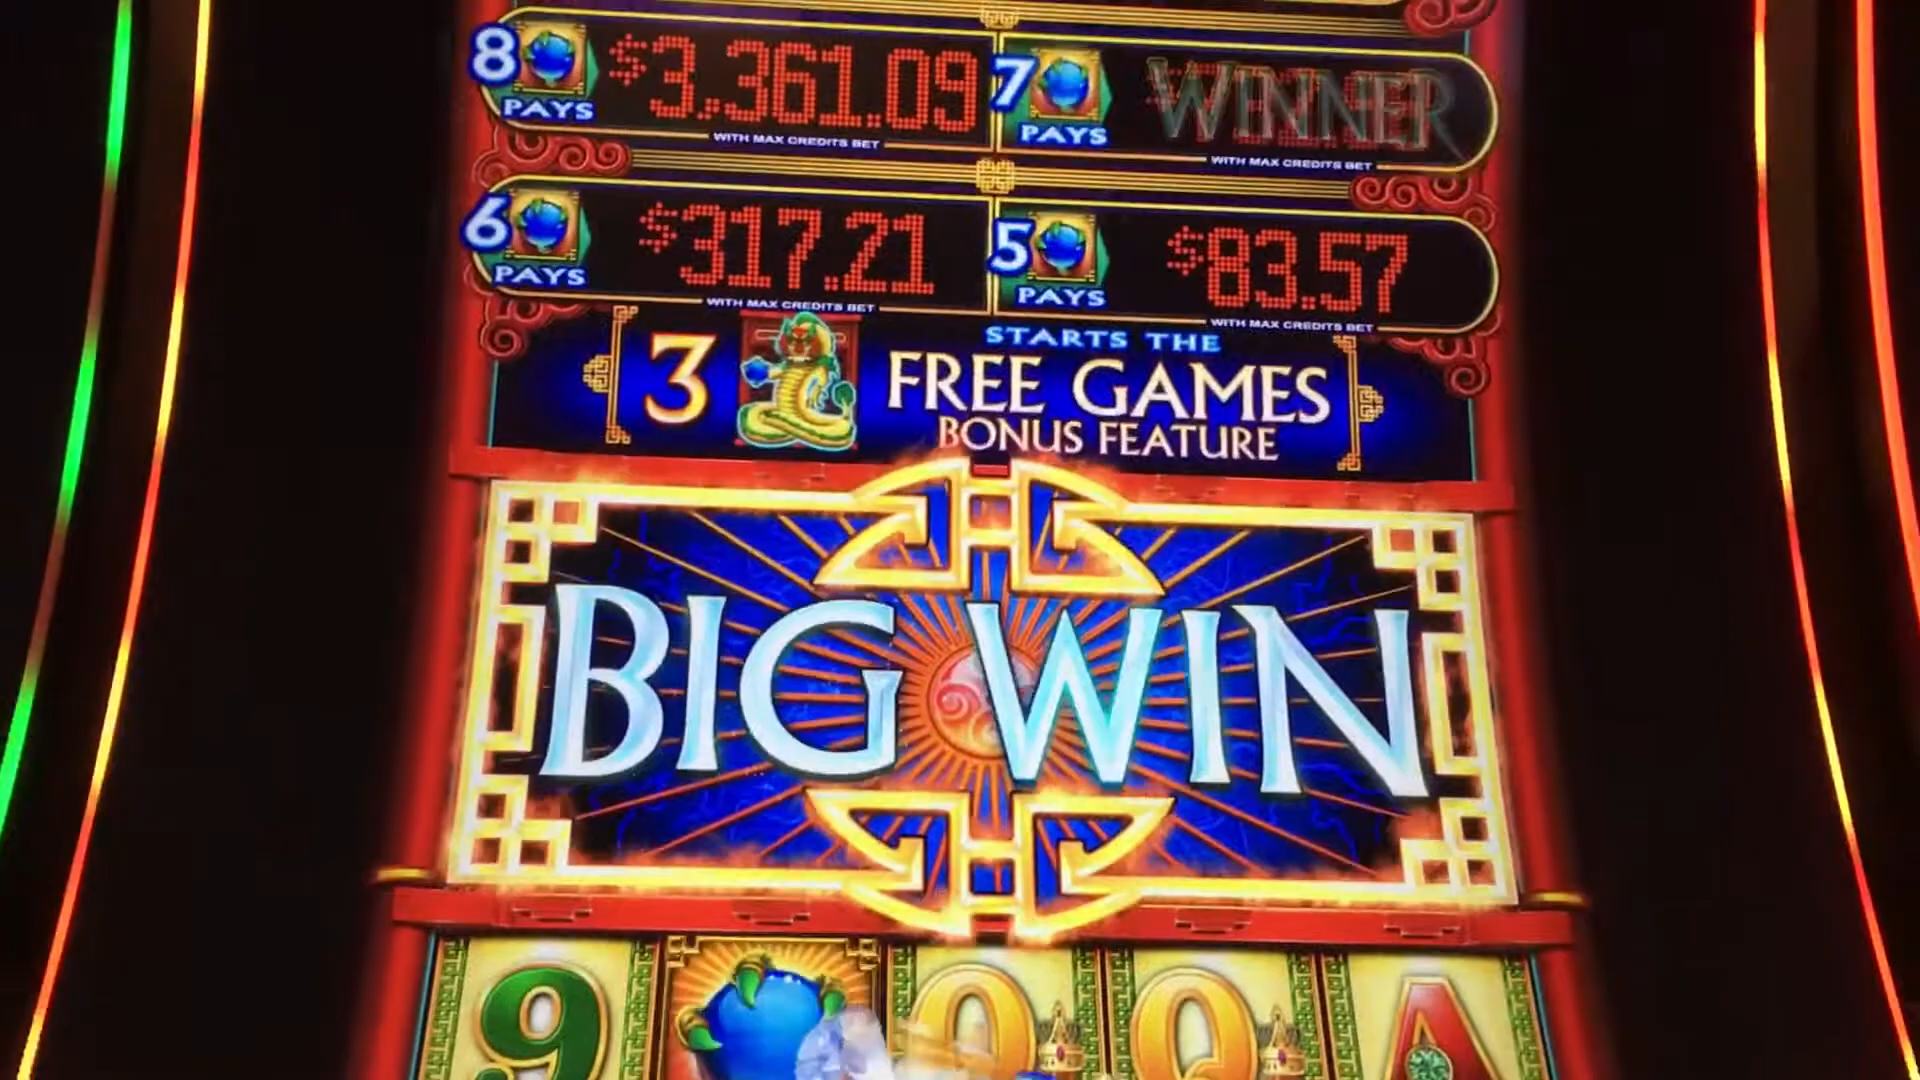 8 PAYS $3,361.09 WITH MAX CREDITS BET
7 PAYS WINNER WITH MAX CREDITS BET
6 PAYS $317.21 WITH MAX CREDITS BET
5 PAYS $83.57 WITH MAX CREDITS BET
3 STARTS THE
FREE GAMES
BONUS FEATURE
BIG WIN
9 Q Q A